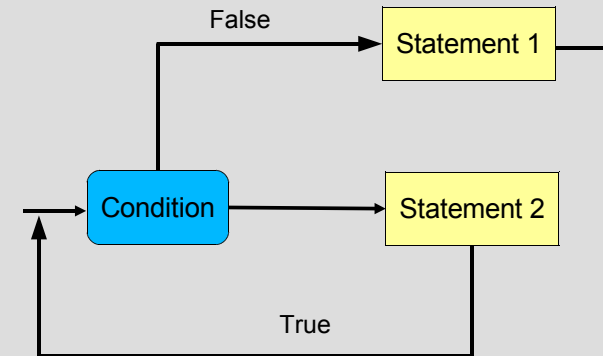 False
Statement 1
Condition
Statement 2
True